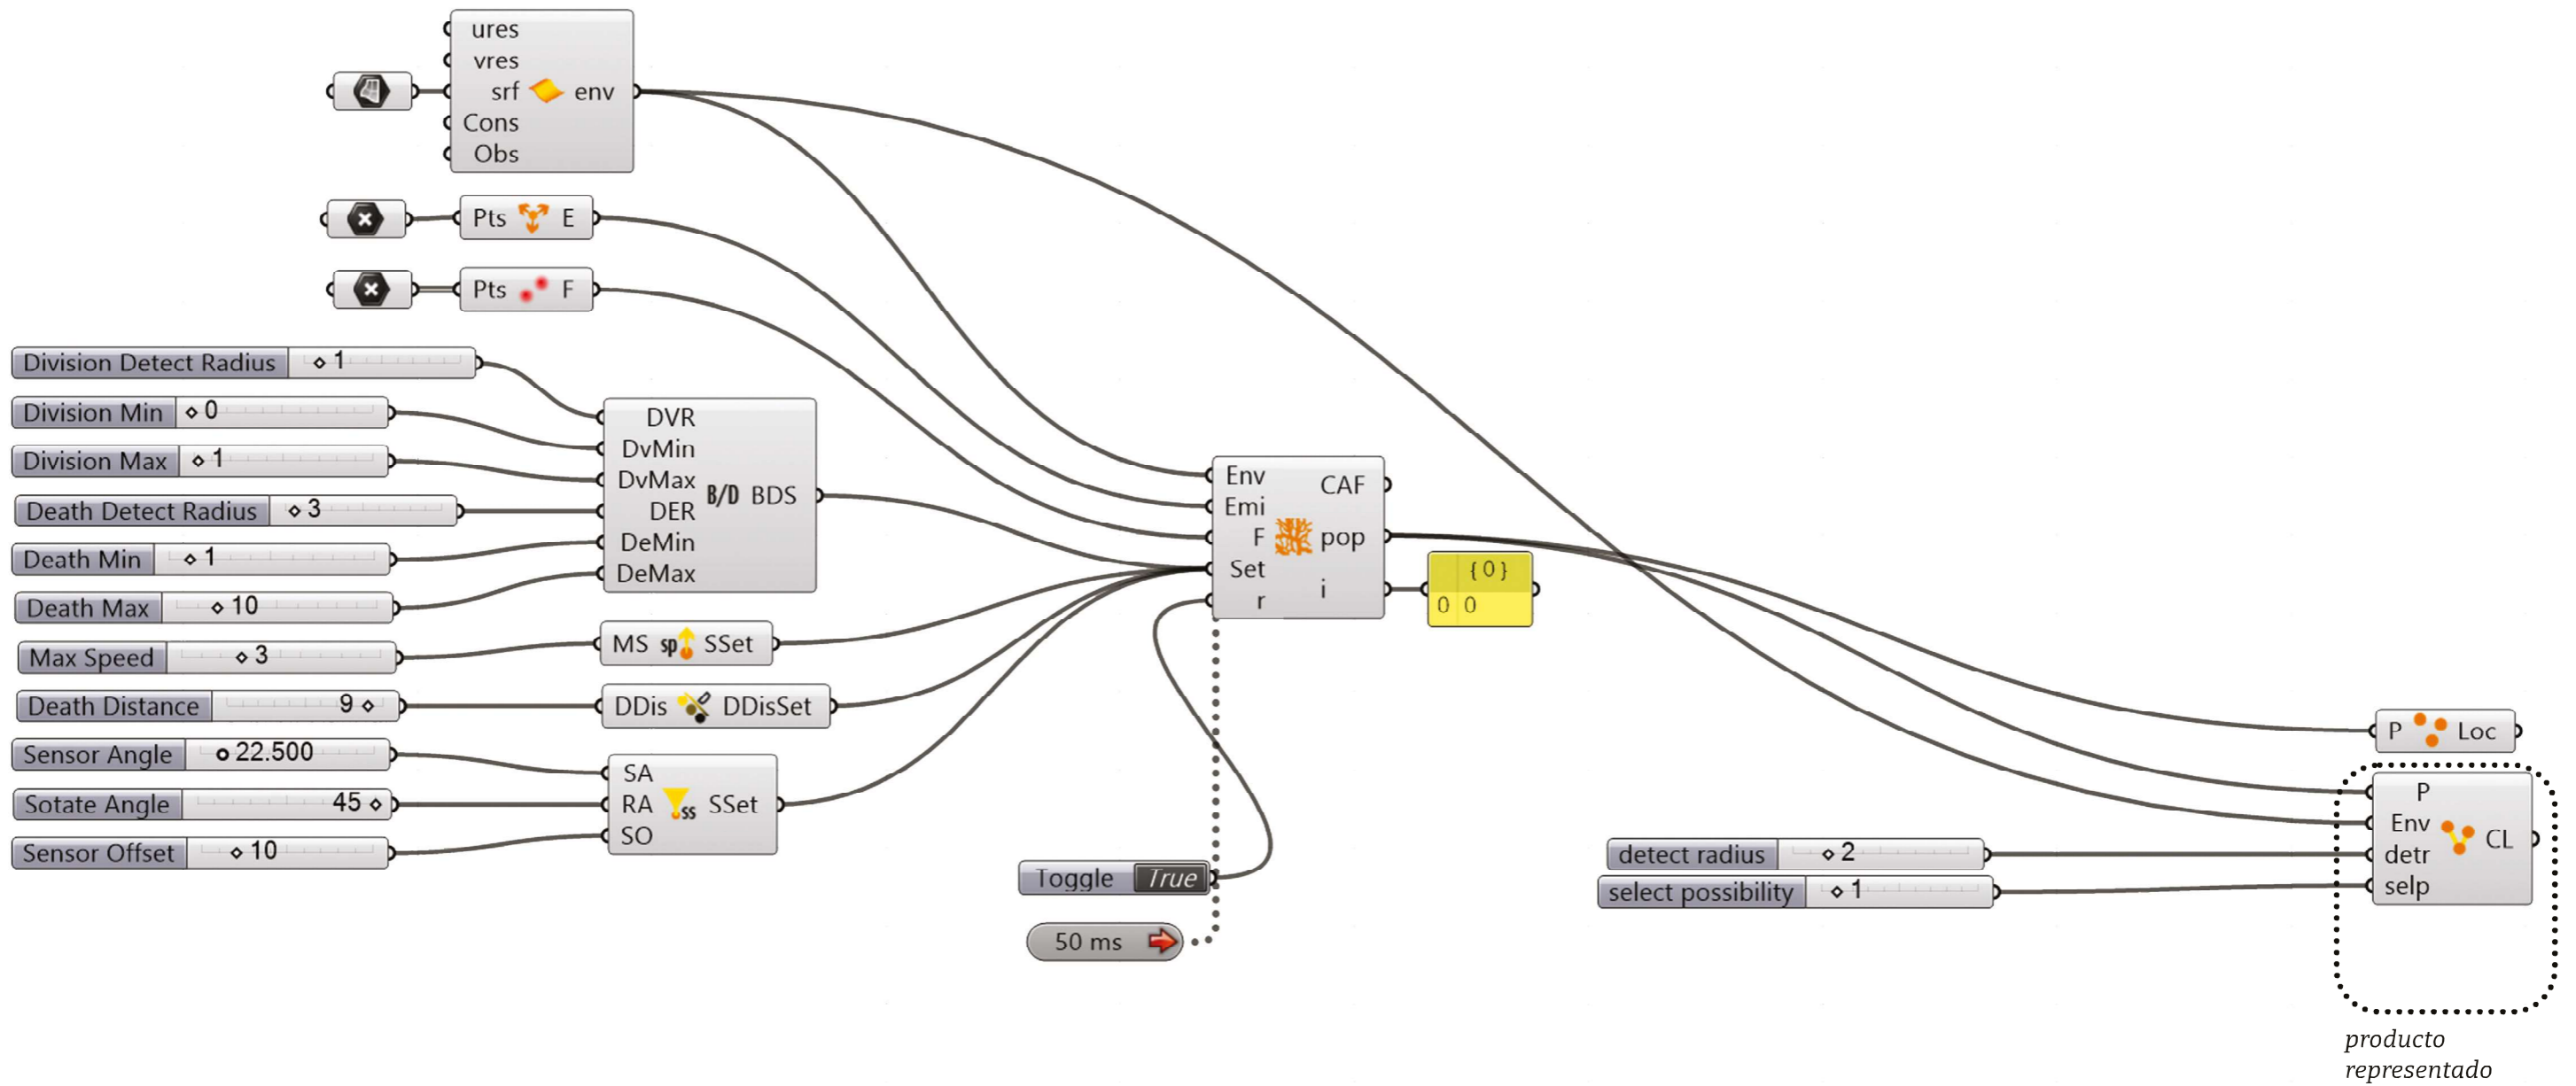 ures
vres
srf env
Cons
Obs
Pts E
Pts F
Division Detect Radius 1
Division Min 0
Division Max 1
Death Detect Radius 3
Death Min 1
Death Max 10
Max Speed 3
Death Distance 9
Sensor Angle 22.500
Sotate Angle 45
Sensor Offset 10
DVR
DvMin
DvMax
DER
DeMin
DeMax
B/D BDS
MS sp SSet
DDis DDisSet
SA
RA ss SSet
SO
Env
Emi
F
Set
r
CAF
pop
i
{0}
0 0
Toggle True
50 ms
P Loc
detect radius 2
select possibility 1
P
Env
detr
selp
CL
producto
representado